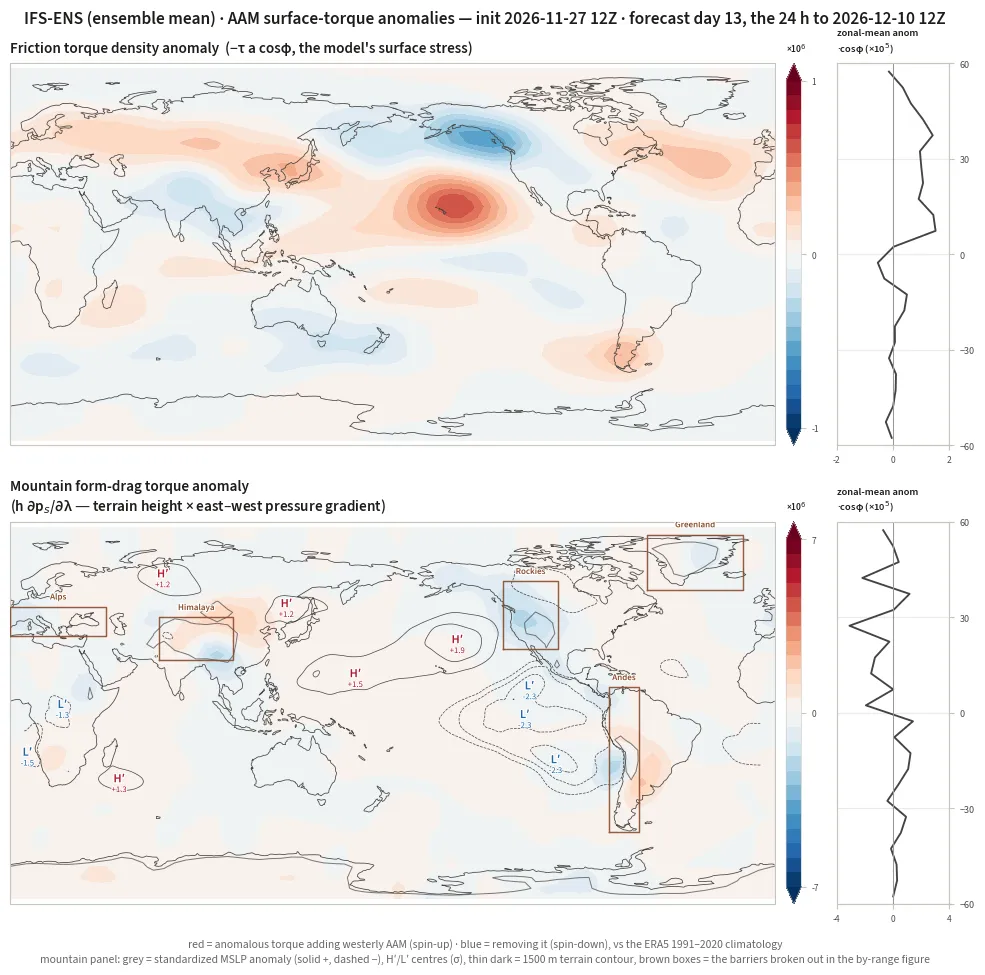 IFS-ENS (ensemble mean) · AAM surface-torque anomalies — init 2026-11-27 12Z · forecast day 13, the 24 h to 2026-12-10 12Z
Friction torque density anomaly (−τ a cosϕ, the model's surface stress)
×10⁶
zonal-mean anom
·cosϕ (×10⁵)
1
0
-1
60
30
0
−30
−60
-2
0
2
Mountain form-drag torque anomaly
(h ∂pₛ/∂λ — terrain height × east–west pressure gradient)
×10⁶
zonal-mean anom
·cosϕ (×10⁵)
Greenland
Rockies
Alps
Himalaya
Andes
H′
+1.2
H′
+1.2
H′
+1.9
H′
+1.5
L′
-2.3
L′
-2.3
L′
-2.3
L′
-1.3
L′
-1.5
H′
+1.3
7
0
-7
60
30
0
−30
−60
-4
0
4
red = anomalous torque adding westerly AAM (spin-up) · blue = removing it (spin-down), vs the ERA5 1991–2020 climatology
mountain panel: grey = standardized MSLP anomaly (solid +, dashed −), H′/L′ centres (σ), thin dark = 1500 m terrain contour, brown boxes = the barriers broken out in the by-range figure